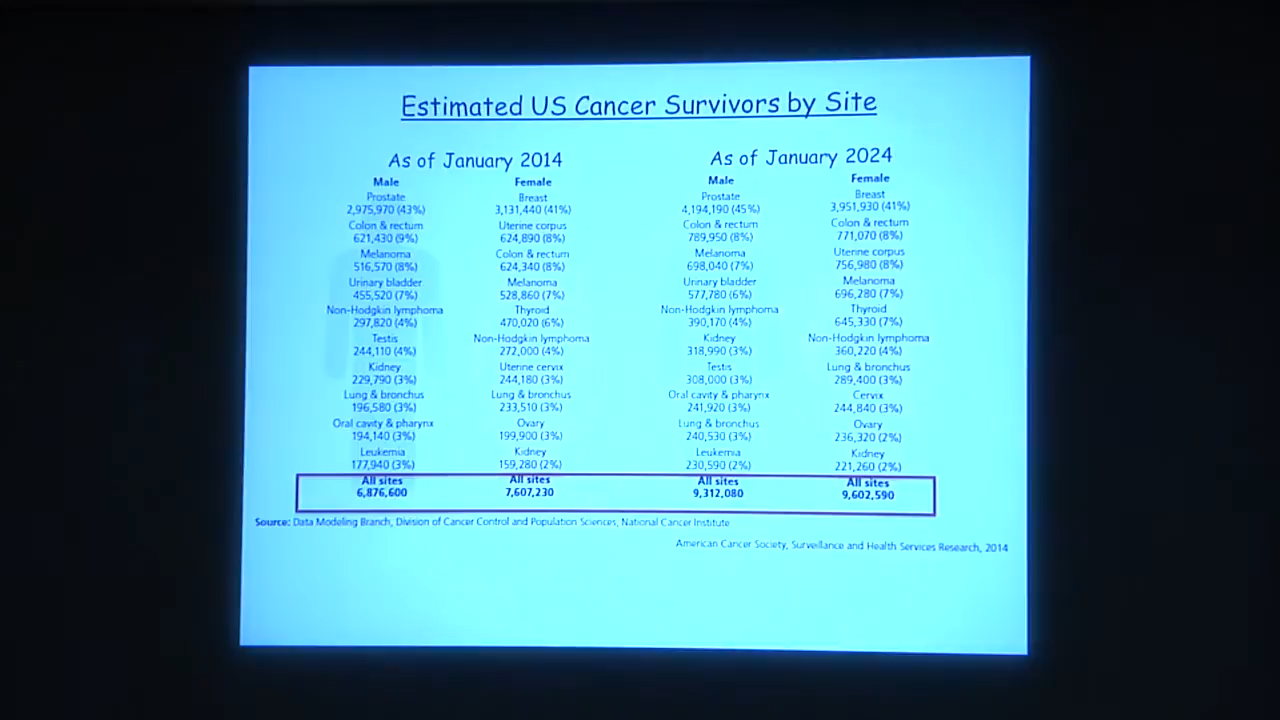 Estimated US Cancer Survivors by Site
As of January 2014
Male
Prostate
2,975,970 (43%)
Colon & rectum
621,430 (9%)
Melanoma
516,570 (8%)
Urinary bladder
455,520 (7%)
Non-Hodgkin lymphoma
297,820 (4%)
Testis
244,110 (4%)
Kidney
229,790 (3%)
Lung & bronchus
196,580 (3%)
Oral cavity & pharynx
194,140 (3%)
Leukemia
177,940 (3%)
All sites
6,876,600
Female
Breast
3,131,440 (41%)
Uterine corpus
624,890 (8%)
Colon & rectum
624,340 (8%)
Melanoma
528,860 (7%)
Thyroid
470,020 (6%)
Non-Hodgkin lymphoma
272,000 (4%)
Uterine cervix
244,180 (3%)
Lung & bronchus
233,510 (3%)
Ovary
199,900 (3%)
Kidney
159,280 (2%)
All sites
7,607,230
As of January 2024
Male
Prostate
4,194,190 (45%)
Colon & rectum
789,950 (8%)
Melanoma
698,040 (7%)
Urinary bladder
577,780 (6%)
Non-Hodgkin lymphoma
390,170 (4%)
Kidney
318,990 (3%)
Testis
308,000 (3%)
Oral cavity & pharynx
241,920 (3%)
Lung & bronchus
240,530 (3%)
Leukemia
230,590 (2%)
All sites
9,312,080
Female
Breast
3,951,930 (41%)
Colon & rectum
771,070 (8%)
Uterine corpus
756,980 (8%)
Melanoma
696,280 (7%)
Thyroid
645,330 (7%)
Non-Hodgkin lymphoma
360,220 (4%)
Lung & bronchus
289,400 (3%)
Cervix
244,840 (3%)
Ovary
236,320 (2%)
Kidney
221,260 (2%)
All sites
9,602,590
Source: Data Modeling Branch, Division of Cancer Control and Population Sciences, National Cancer Institute
American Cancer Society, Surveillance and Health Services Research, 2014